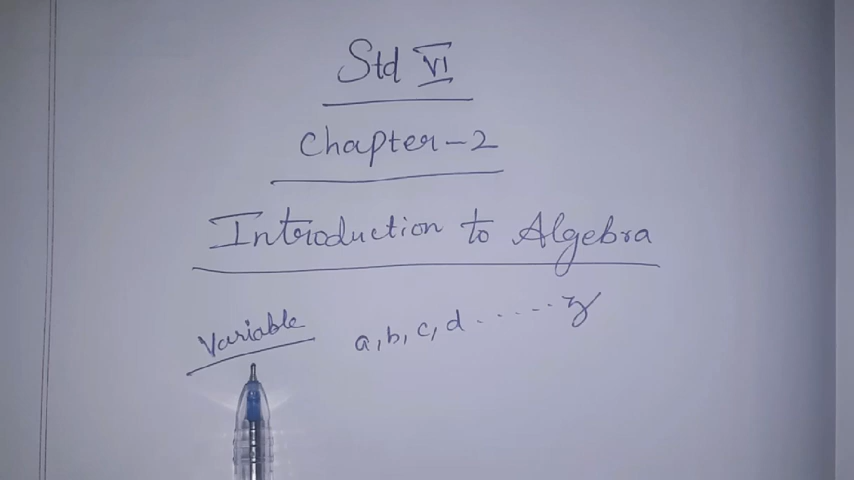 Std VI
Chapter-2
Introduction to Algebra
Variable a, b, c, d ...... z